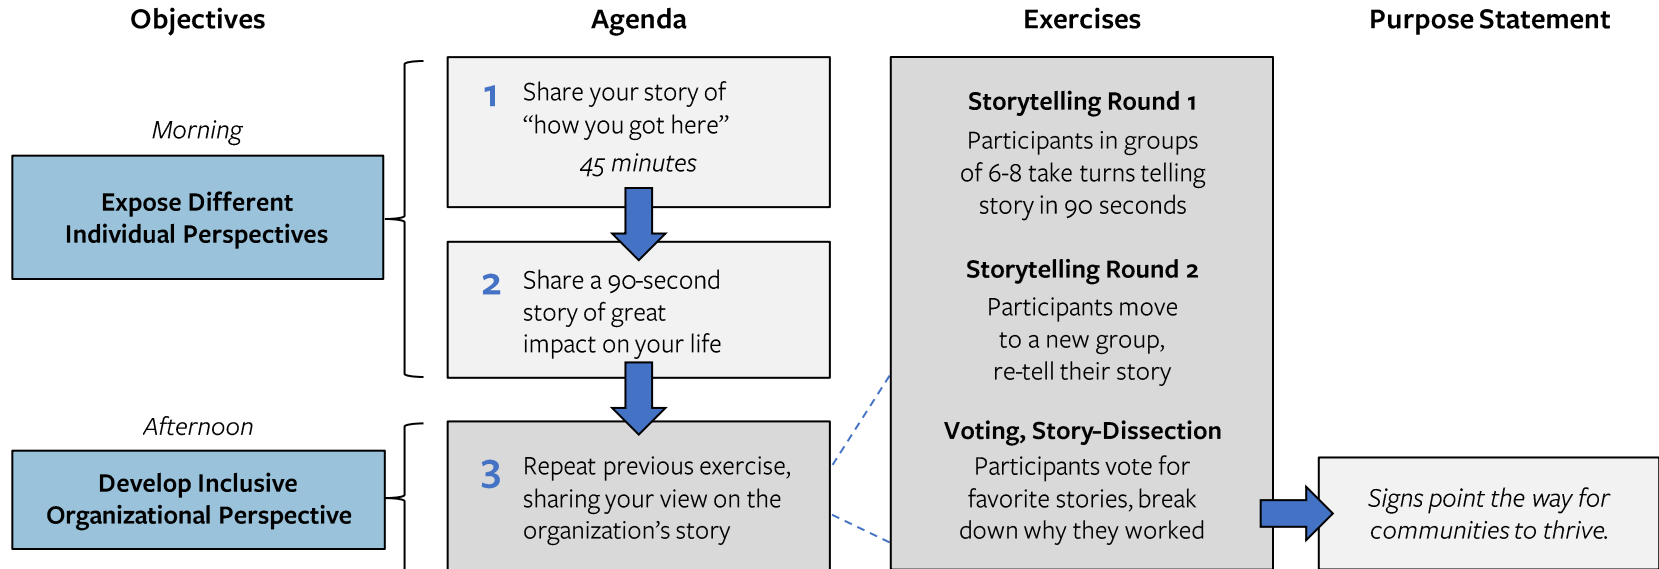 Objectives
Agenda
Exercises
Purpose Statement
Morning
Expose Different
Individual Perspectives
Afternoon
Develop Inclusive
Organizational Perspective
1
Share your story of
“how you got here”
45 minutes
2
Share a 90-second
story of great
impact on your life
3
Repeat previous exercise,
sharing your view on the
organization’s story
Storytelling Round 1
Participants in groups
of 6-8 take turns telling
story in 90 seconds
Storytelling Round 2
Participants move
to a new group,
re-tell their story
Voting, Story-Dissection
Participants vote for
favorite stories, break
down why they worked
Signs point the way for
communities to thrive.